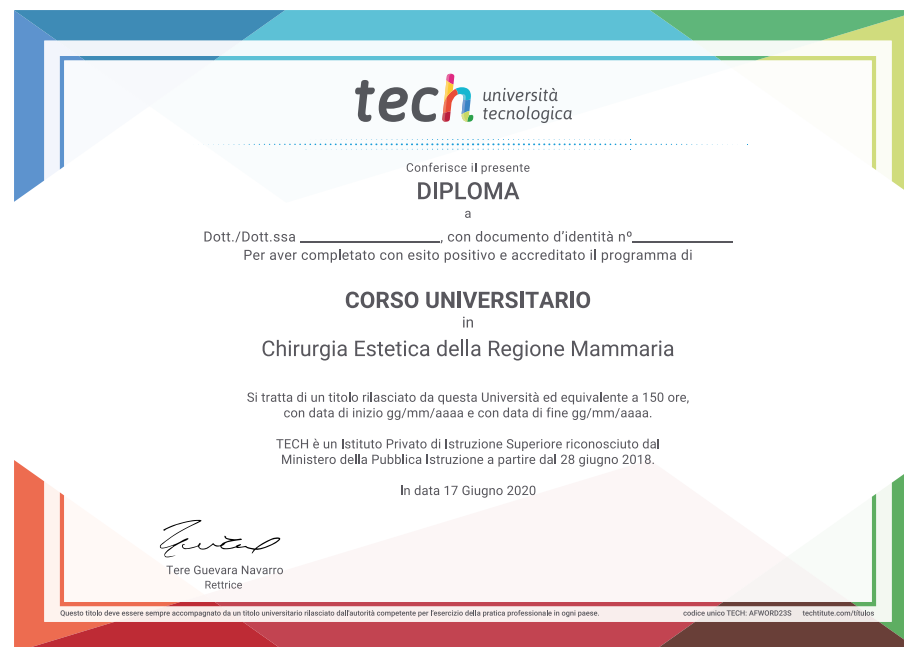 tech università
tecnologica
Conferisce il presente
DIPLOMA
a
Dott./Dott.ssa ____________________, con documento d'identità nº______________
Per aver completato con esito positivo e accreditato il programma di
CORSO UNIVERSITARIO
in
Chirurgia Estetica della Regione Mammaria
Si tratta di un titolo rilasciato da questa Università ed equivalente a 150 ore,
con data di inizio gg/mm/aaaa e con data di fine gg/mm/aaaa.
TECH è un Istituto Privato di Istruzione Superiore riconosciuto dal
Ministero della Pubblica Istruzione a partire dal 28 giugno 2018.
In data 17 Giugno 2020
Tere Guevara Navarro
Rettrice
Questo titolo deve essere sempre accompagnato da un titolo universitario rilasciato dall'autorità competente per l'esercizio della pratica professionale in ogni paese. codice unico TECH: AFWORD23S techtitute.com/titulos